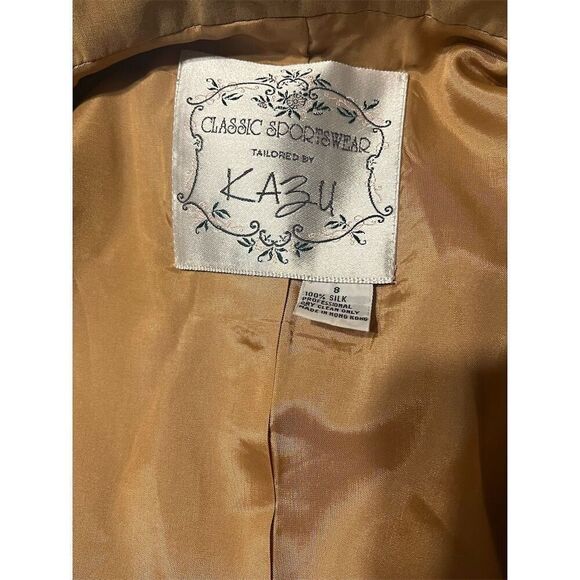 CLASSIC SPORTSWEAR
TAILORED BY
KAZU
8
100% SILK
PROFESSIONAL
DRY CLEAN ONLY
MADE IN HONG KONG